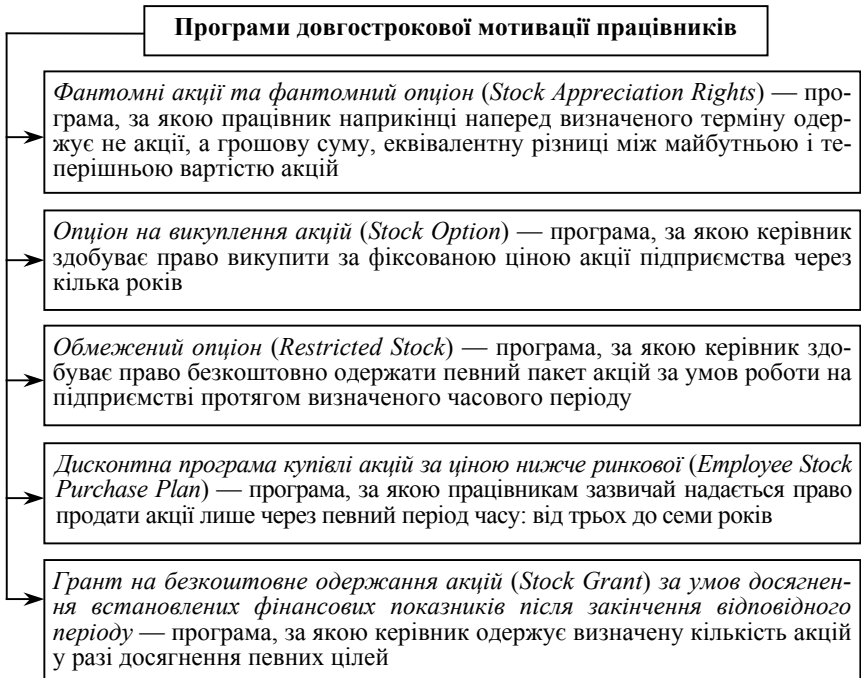 Програми довгострокової мотивації працівників
Фантомні акції та фантомний опціон (Stock Appreciation Rights) — про-
грама, за якою працівник наприкінці наперед визначеного терміну одер-
жує не акції, а грошову суму, еквівалентну різниці між майбутньою і те-
перішньою вартістю акцій
Опціон на викуплення акцій (Stock Option) — програма, за якою керівник
здобуває право викупити за фіксованою ціною акції підприємства через
кілька років
Обмежений опціон (Restricted Stock) — програма, за якою керівник здо-
буває право безкоштовно одержати певний пакет акцій за умов роботи на
підприємстві протягом визначеного часового періоду
Дисконтна програма купівлі акцій за ціною нижче ринкової (Employee Stock
Purchase Plan) — програма, за якою працівникам зазвичай надається право
продати акції лише через певний період часу: від трьох до семи років
Грант на безкоштовне одержання акцій (Stock Grant) за умов досягнен-
ня встановлених фінансових показників після закінчення відповідного
періоду — програма, за якою керівник одержує визначену кількість акцій
у разі досягнення певних цілей